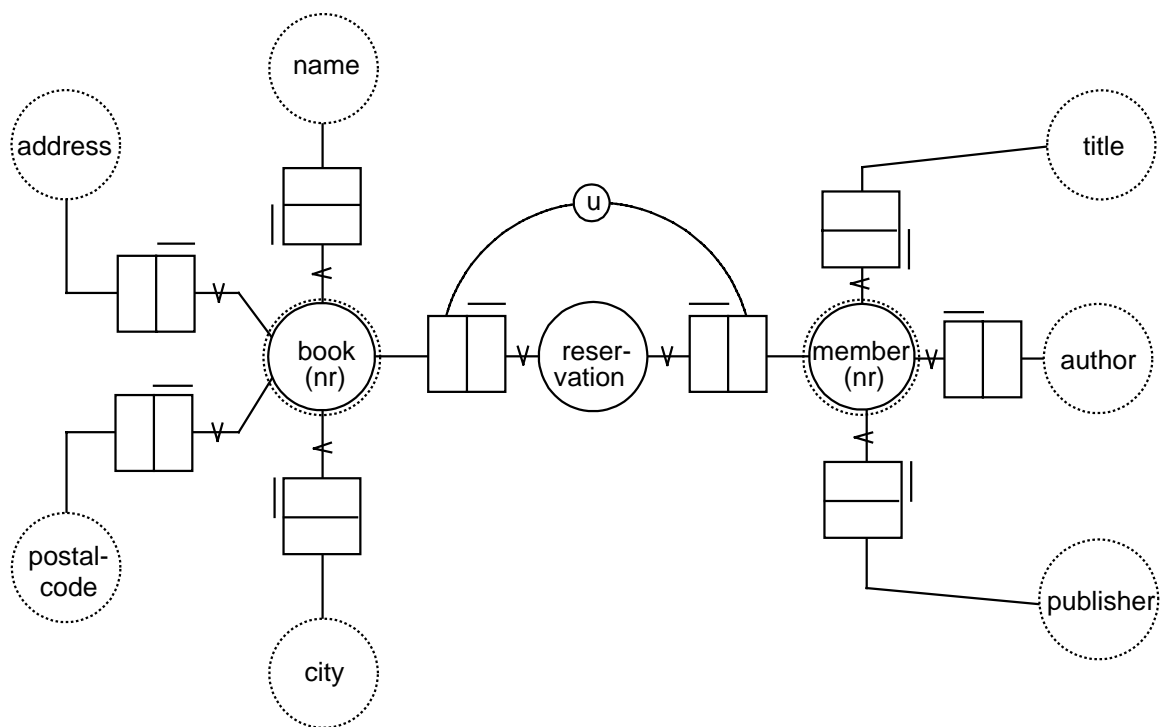 name
address
title
u
book
(nr)
reser-
vation
member
(nr)
author
postal-
code
publisher
city